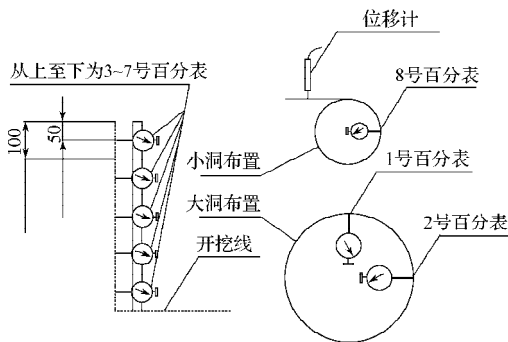 位移计
从上至下为3~7号百分表
8号百分表
100
50
小洞布置
1号百分表
大洞布置
2号百分表
开挖线